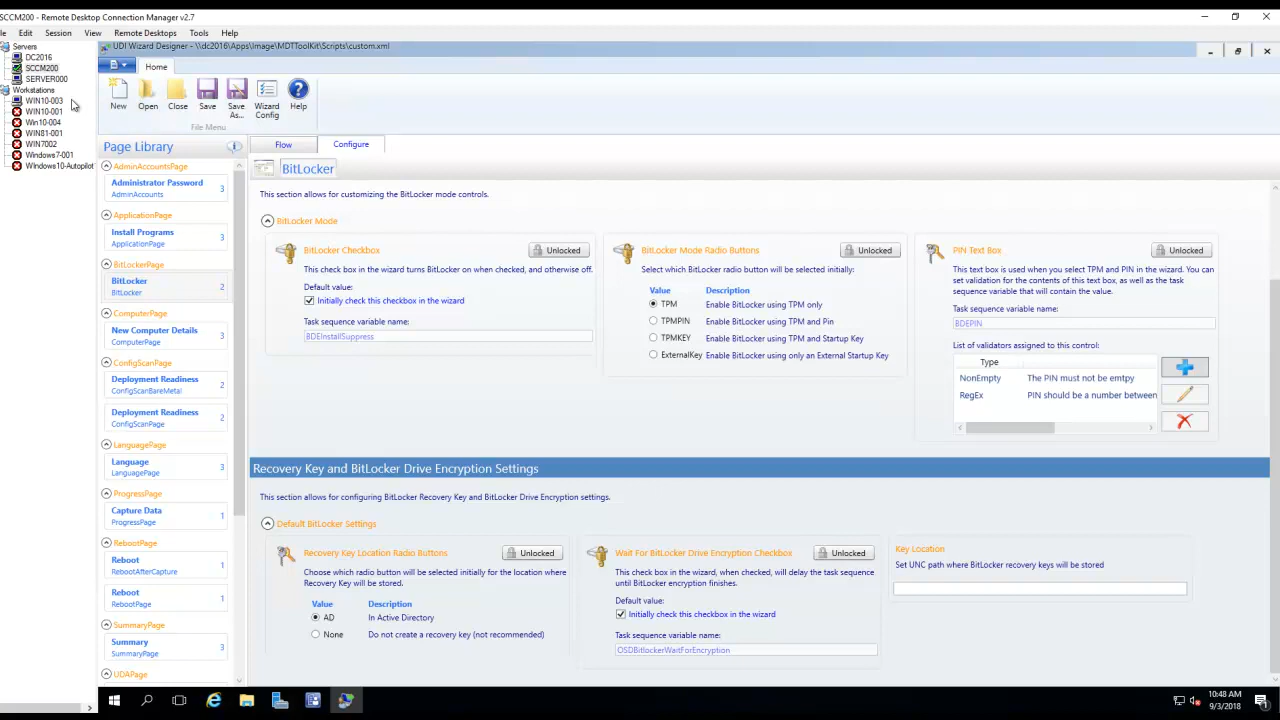 SCCM200 - Remote Desktop Connection Manager v2.7
le Edit Session View Remote Desktops Tools Help
Servers
DC2016
SCCM200
SERVER000
Workstations
WIN10-003
WIN10-001
Win10-004
WIN81-001
WIN7002
Windows7-001
WIndows10-Autopilot
UDI Wizard Designer - \\dc2016\Apps\Image\MDTToolKit\Scripts\custom.xml
Home
New
Open
Close
Save
Save As...
Wizard Config
Help
File Menu
Page Library
AdminAccountsPage
Administrator Password 3
AdminAccounts
ApplicationPage
Install Programs 3
ApplicationPage
BitLockerPage
BitLocker 2
BitLocker
ComputerPage
New Computer Details 3
ComputerPage
ConfigScanPage
Deployment Readiness 2
ConfigScanBareMetal
Deployment Readiness 2
ConfigScanPage
LanguagePage
Language 3
LanguagePage
ProgressPage
Capture Data 1
ProgressPage
RebootPage
Reboot 1
RebootAfterCapture
Reboot 1
RebootPage
SummaryPage
Summary 3
SummaryPage
UDAPage
Flow Configure
BitLocker
This section allows for customizing the BitLocker mode controls.
BitLocker Mode
BitLocker Checkbox Unlocked
This check box in the wizard turns BitLocker on when checked, and otherwise off.
Default value:
Initially check this checkbox in the wizard
Task sequence variable name:
BDEInstallSuppress
BitLocker Mode Radio Buttons Unlocked
Select which BitLocker radio button will be selected initially:
Value Description
TPM Enable BitLocker using TPM only
TPMPIN Enable BitLocker using TPM and Pin
TPMKEY Enable BitLocker using TPM and Startup Key
ExternalKey Enable BitLocker using only an External Startup Key
PIN Text Box Unlocked
This text box is used when you select TPM and PIN in the wizard. You can
set validation for the contents of this text box, as well as the task
sequence variable that will contain the value.
Task sequence variable name:
BDEPIN
List of validators assigned to this control:
Type
NonEmpty The PIN must not be emtpy
RegEx PIN should be a number between
Recovery Key and BitLocker Drive Encryption Settings
This section allows for configuring BitLocker Recovery Key and BitLocker Drive Encryption settings.
Default BitLocker Settings
Recovery Key Location Radio Buttons Unlocked
Choose which radio button will be selected initially for the location where
Recovery Key will be stored.
Value Description
AD In Active Directory
None Do not create a recovery key (not recommended)
Wait For BitLocker Drive Encryption Checkbox Unlocked
This check box in the wizard, when checked, will delay the task sequence
until BitLocker encryption finishes.
Default value:
Initially check this checkbox in the wizard
Task sequence variable name:
OSDBitlockerWaitForEncryption
Key Location
Set UNC path where BitLocker recovery keys will be stored
10:48 AM
9/3/2018